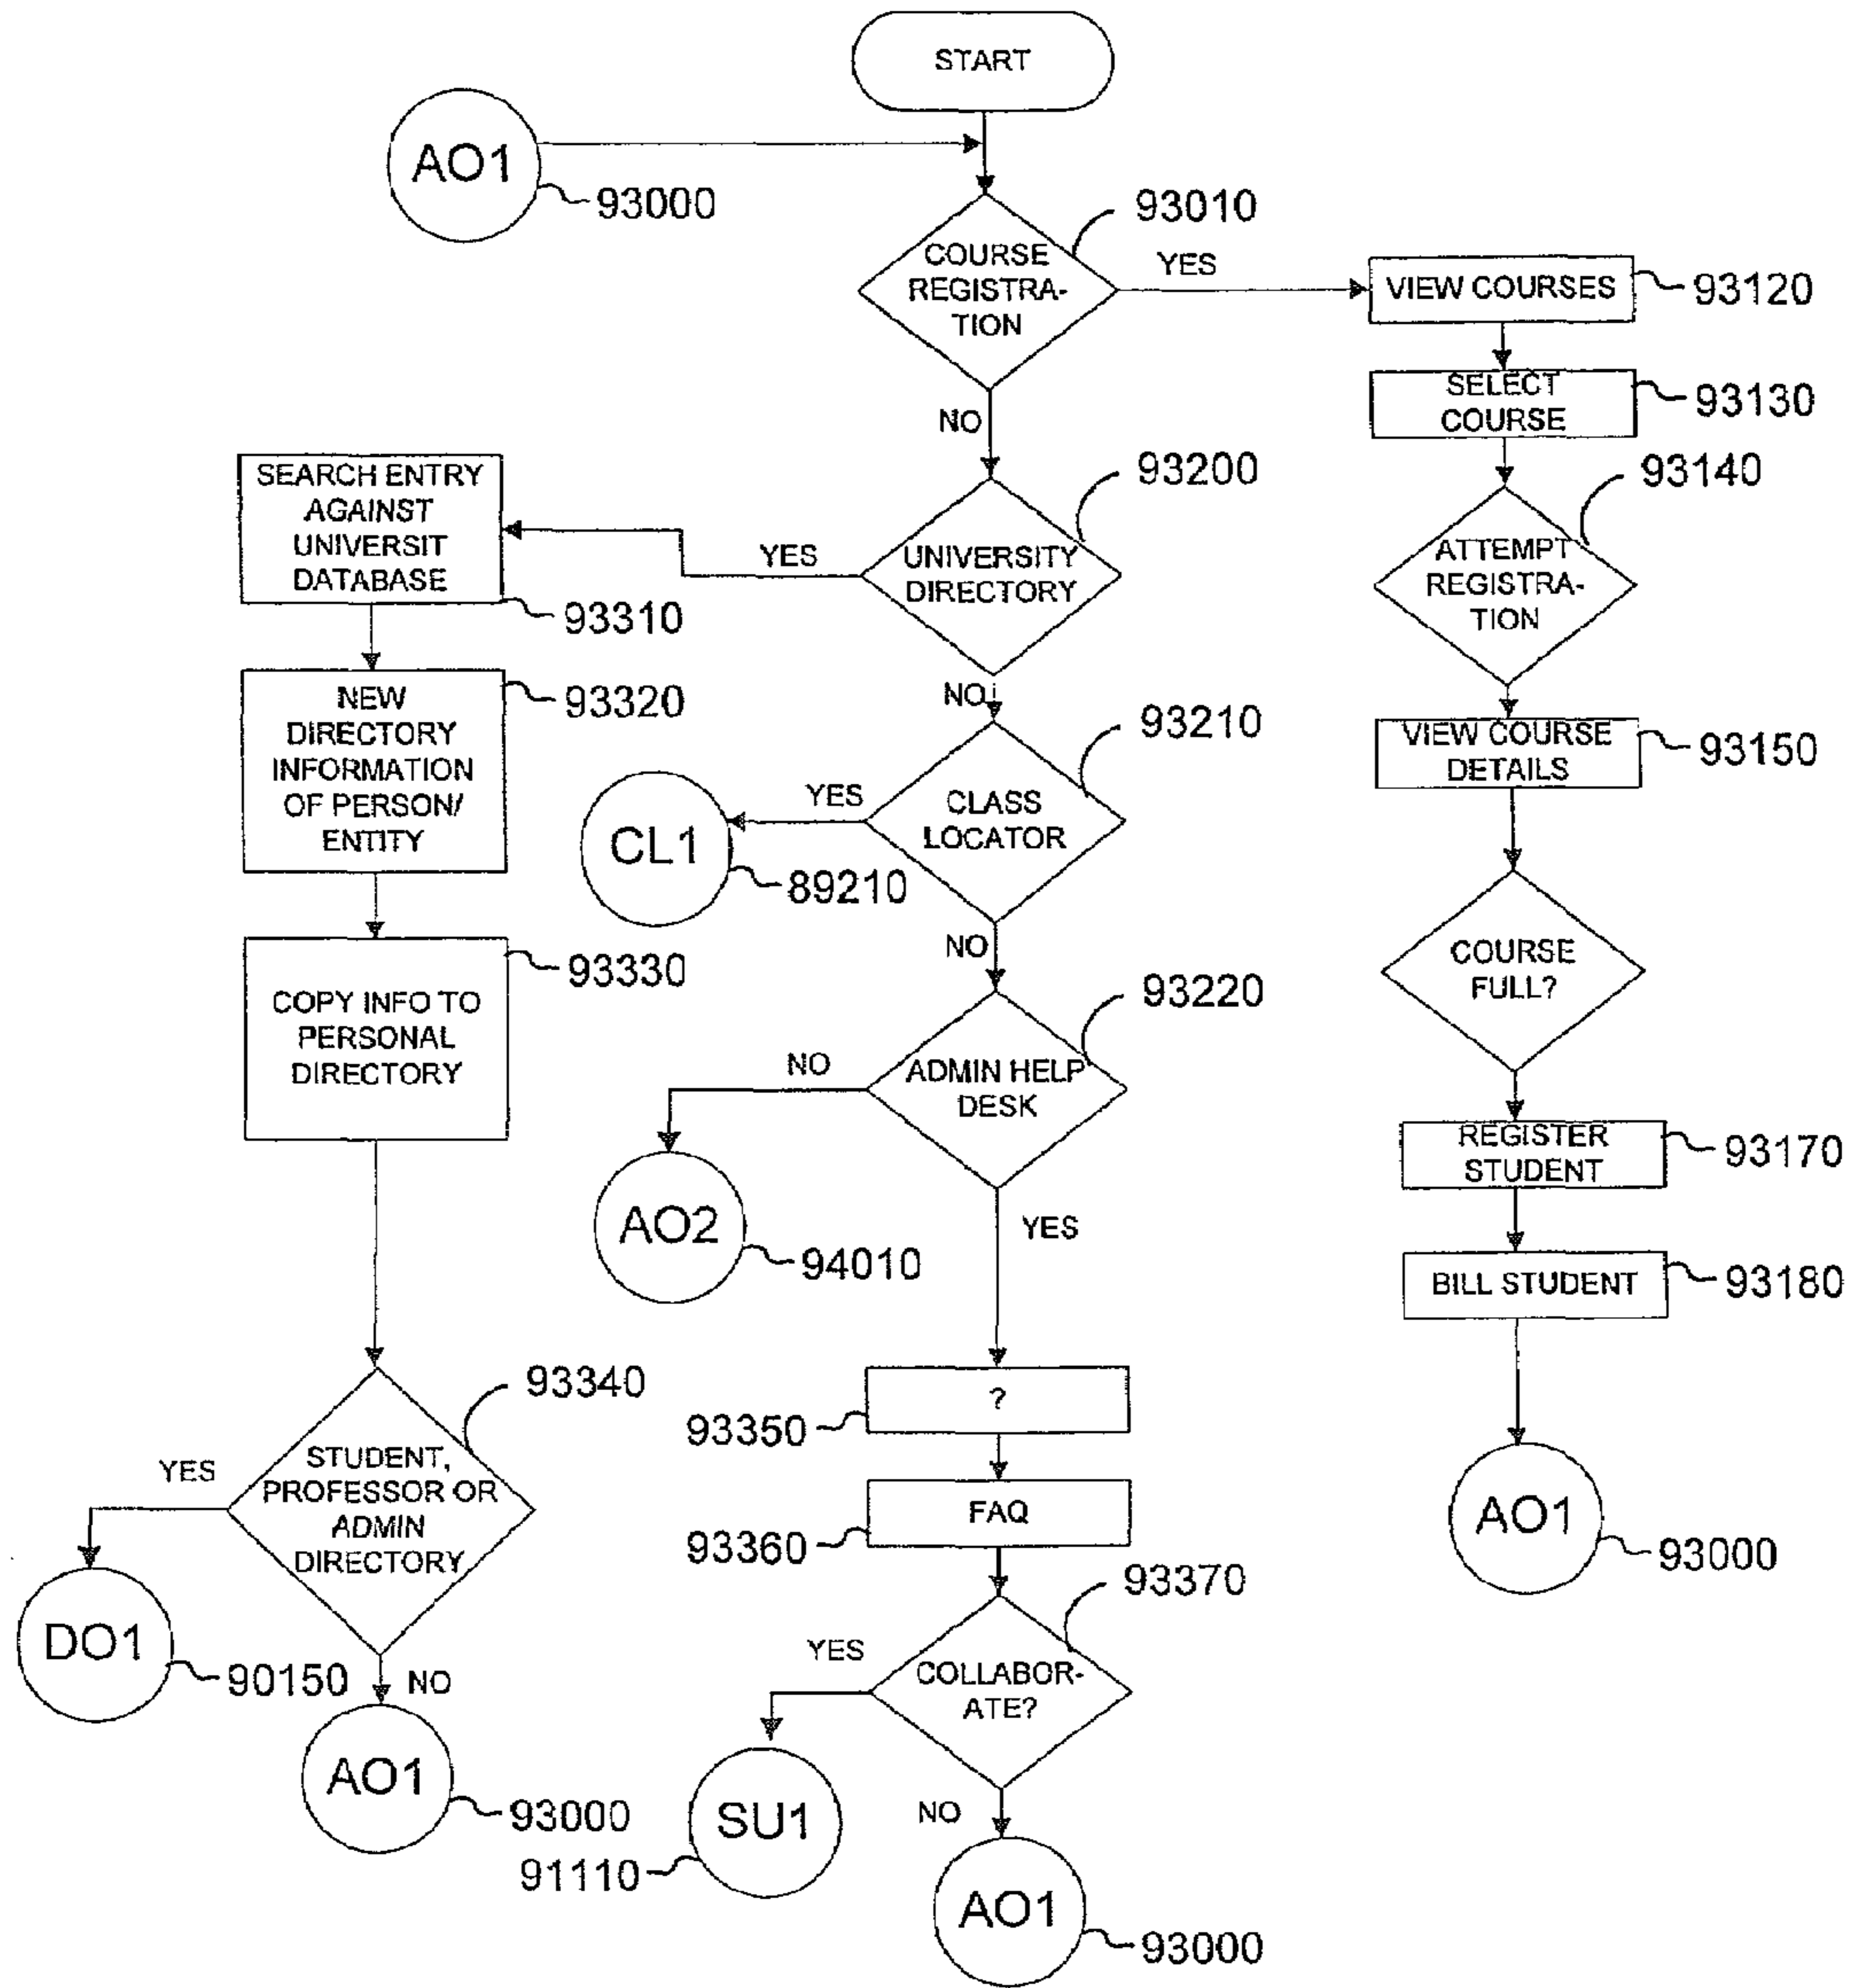 START
AO1
93000
93010
COURSE
REGISTRA-
TION
YES
NO
VIEW COURSES
93120
SELECT
COURSE
93130
93140
ATTEMPT
REGISTRA-
TION
VIEW COURSE
DETAILS
93150
COURSE
FULL?
REGISTER
STUDENT
93170
BILL STUDENT
93180
AO1
93000
93200
UNIVERSITY
DIRECTORY
YES
NO
SEARCH ENTRY
AGAINST
UNIVERSIT
DATABASE
93310
NEW
DIRECTORY
INFORMATION
OF PERSON/
ENTITY
93320
COPY INFO TO
PERSONAL
DIRECTORY
93330
93340
STUDENT,
PROFESSOR OR
ADMIN
DIRECTORY
YES
DO1
90150
NO
AO1
93000
93210
CLASS
LOCATOR
YES
CL1
89210
NO
93220
ADMIN HELP
DESK
NO
AO2
94010
YES
?
93350
FAQ
93360
93370
COLLABOR-
ATE?
YES
SU1
91110
NO
AO1
93000